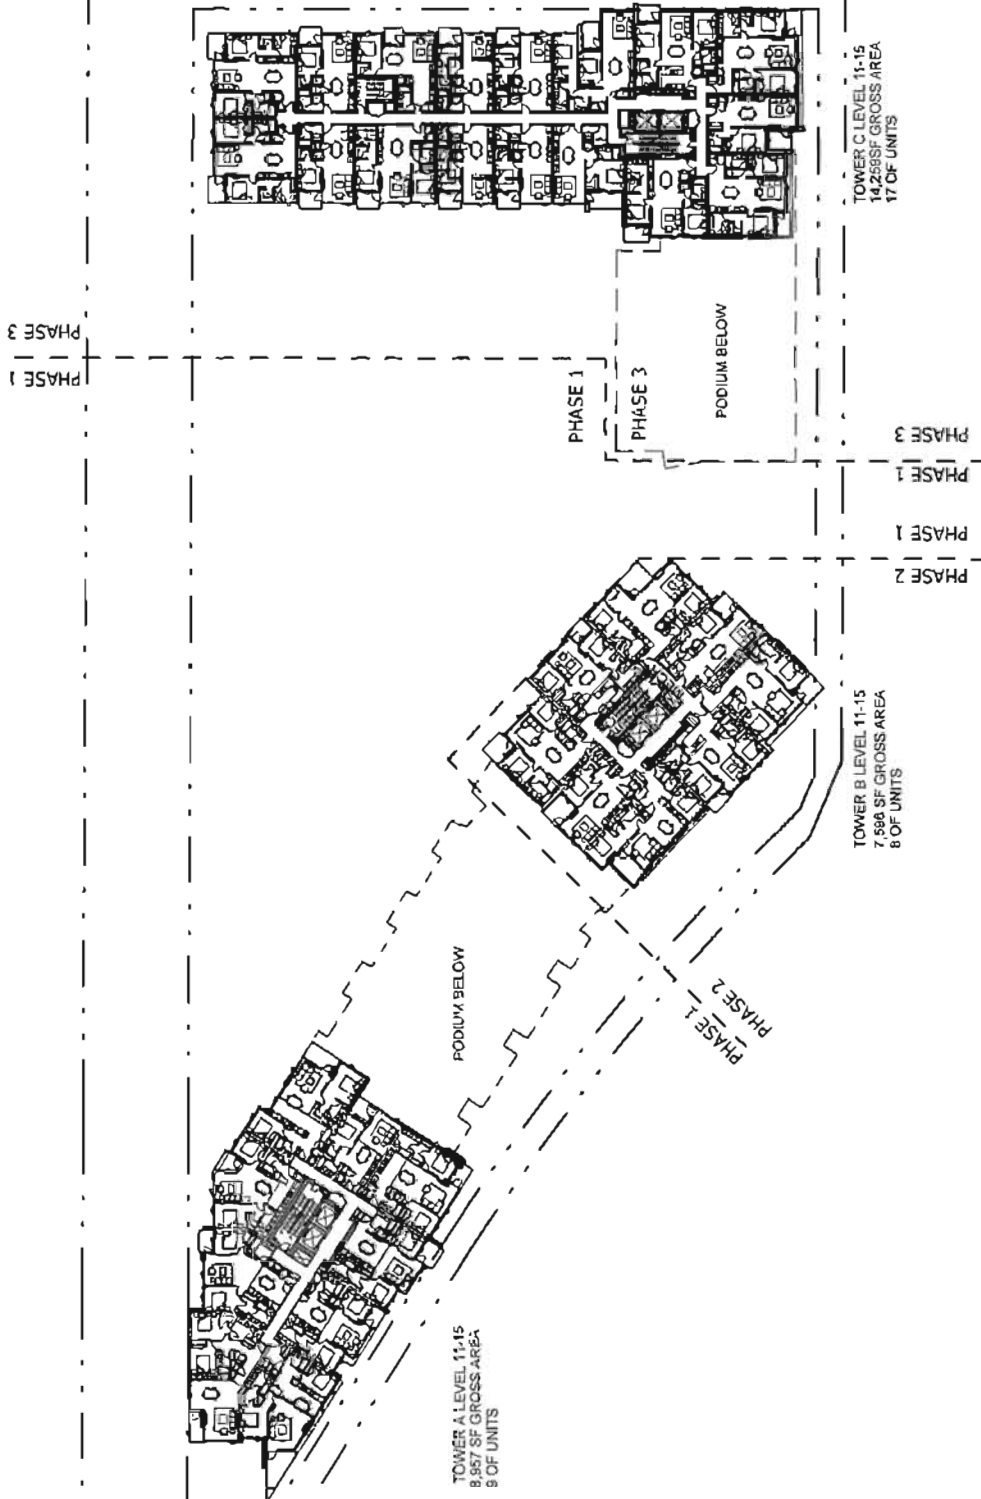 TOWER C LEVEL 11-15
14,259SF GROSS AREA
17 OF UNITS
PHASE 3
PHASE 1
PHASE 1
PHASE 3
PODIUM BELOW
PHASE 3
PHASE 1
PHASE 1
PHASE 2
TOWER B LEVEL 11-15
7,596 SF GROSS AREA
8 OF UNITS
PODIUM BELOW
PHASE 1
PHASE 2
TOWER A LEVEL 11-15
8,957 SF GROSS AREA
9 OF UNITS